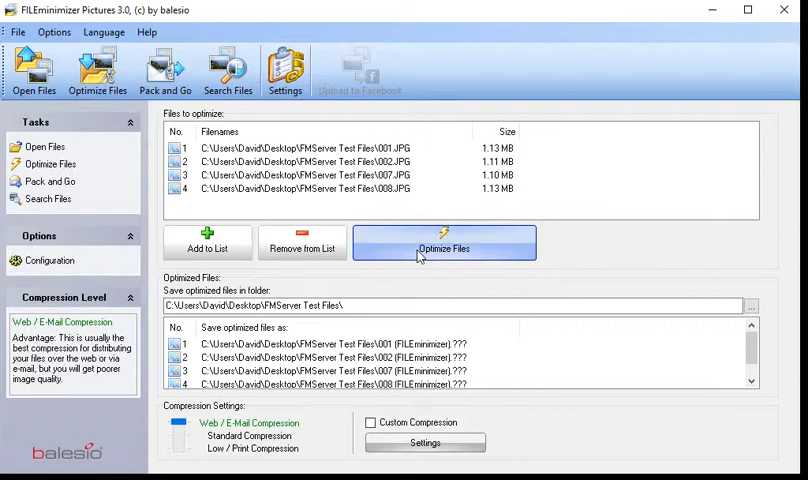 FILEminimizer Pictures 3.0, (c) by balesio
File Options Language Help
Open Files Optimize Files Pack and Go Search Files Settings Upload to Facebook
Tasks
Open Files
Optimize Files
Pack and Go
Search Files
Options
Configuration
Compression Level
Web / E-Mail Compression
Advantage: This is usually the
best compression for distributing
your files over the web or via
e-mail, but you will get poorer
image quality.
balesio
Files to optimize:
No. Filenames Size
1 C:\Users\David\Desktop\FMServer Test Files\001.JPG 1.13 MB
2 C:\Users\David\Desktop\FMServer Test Files\002.JPG 1.11 MB
3 C:\Users\David\Desktop\FMServer Test Files\007.JPG 1.10 MB
4 C:\Users\David\Desktop\FMServer Test Files\008.JPG 1.13 MB
Add to List Remove from List Optimize Files
Optimized Files:
Save optimized files in folder:
C:\Users\David\Desktop\FMServer Test Files\ ...
No. Save optimized files as:
1 C:\Users\David\Desktop\FMServer Test Files\001 (FILEminimizer).???
2 C:\Users\David\Desktop\FMServer Test Files\002 (FILEminimizer).???
3 C:\Users\David\Desktop\FMServer Test Files\007 (FILEminimizer).???
4 C:\Users\David\Desktop\FMServer Test Files\008 (FILEminimizer).???
Compression Settings:
Web / E-Mail Compression
Standard Compression
Low / Print Compression
Custom Compression
Settings